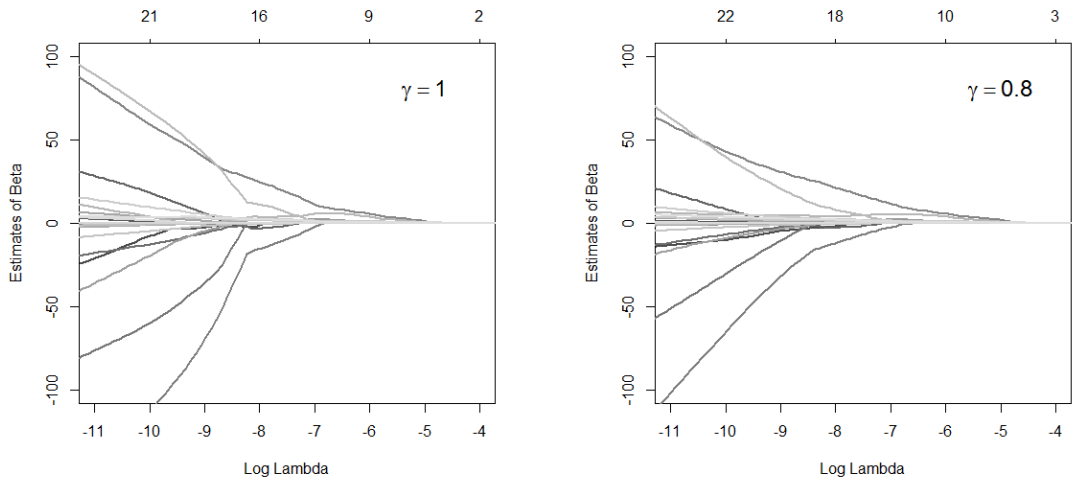 21 16 9 2
100
50
0
-50
-100
Estimates of Beta
γ = 1
-11 -10 -9 -8 -7 -6 -5 -4
Log Lambda
22 18 10 3
100
50
0
-50
-100
Estimates of Beta
γ = 0.8
-11 -10 -9 -8 -7 -6 -5 -4
Log Lambda